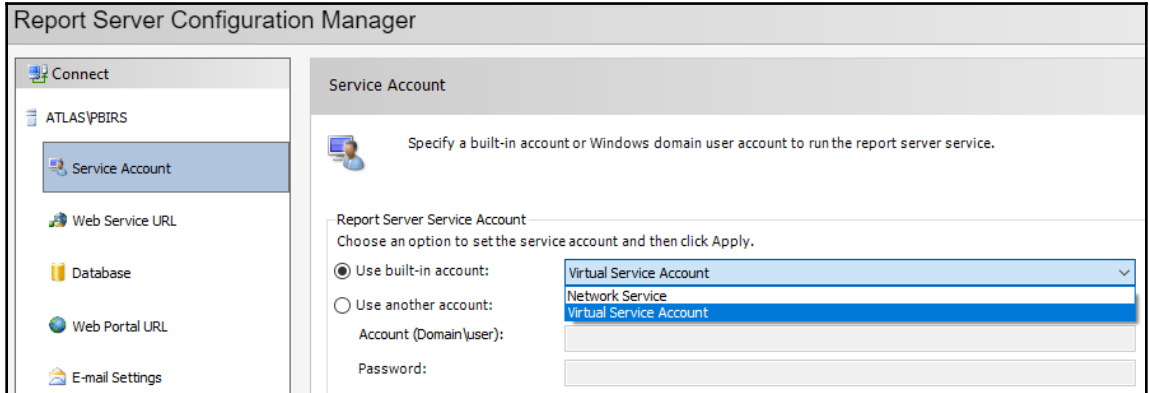 Report Server Configuration Manager
Connect
ATLAS\PBIRS
Service Account
Web Service URL
Database
Web Portal URL
E-mail Settings
Service Account
Specify a built-in account or Windows domain user account to run the report server service.
Report Server Service Account
Choose an option to set the service account and then click Apply.
Use built-in account:
Virtual Service Account
Network Service
Virtual Service Account
Use another account:
Account (Domain\user):
Password: